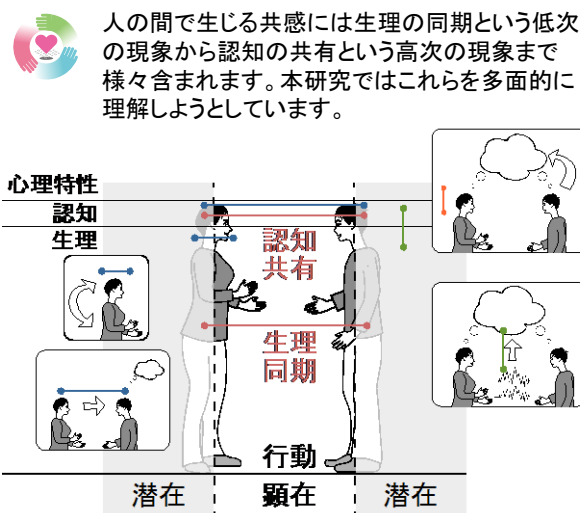 人の間で生じる共感には生理の同期という低次
の現象から認知の共有という高次の現象まで
様々含まれます。本研究ではこれらを多面的に
理解しようとしています。
心理特性
認知
生理
認知
共有
生理
同期
行動
潜在
顕在
潜在